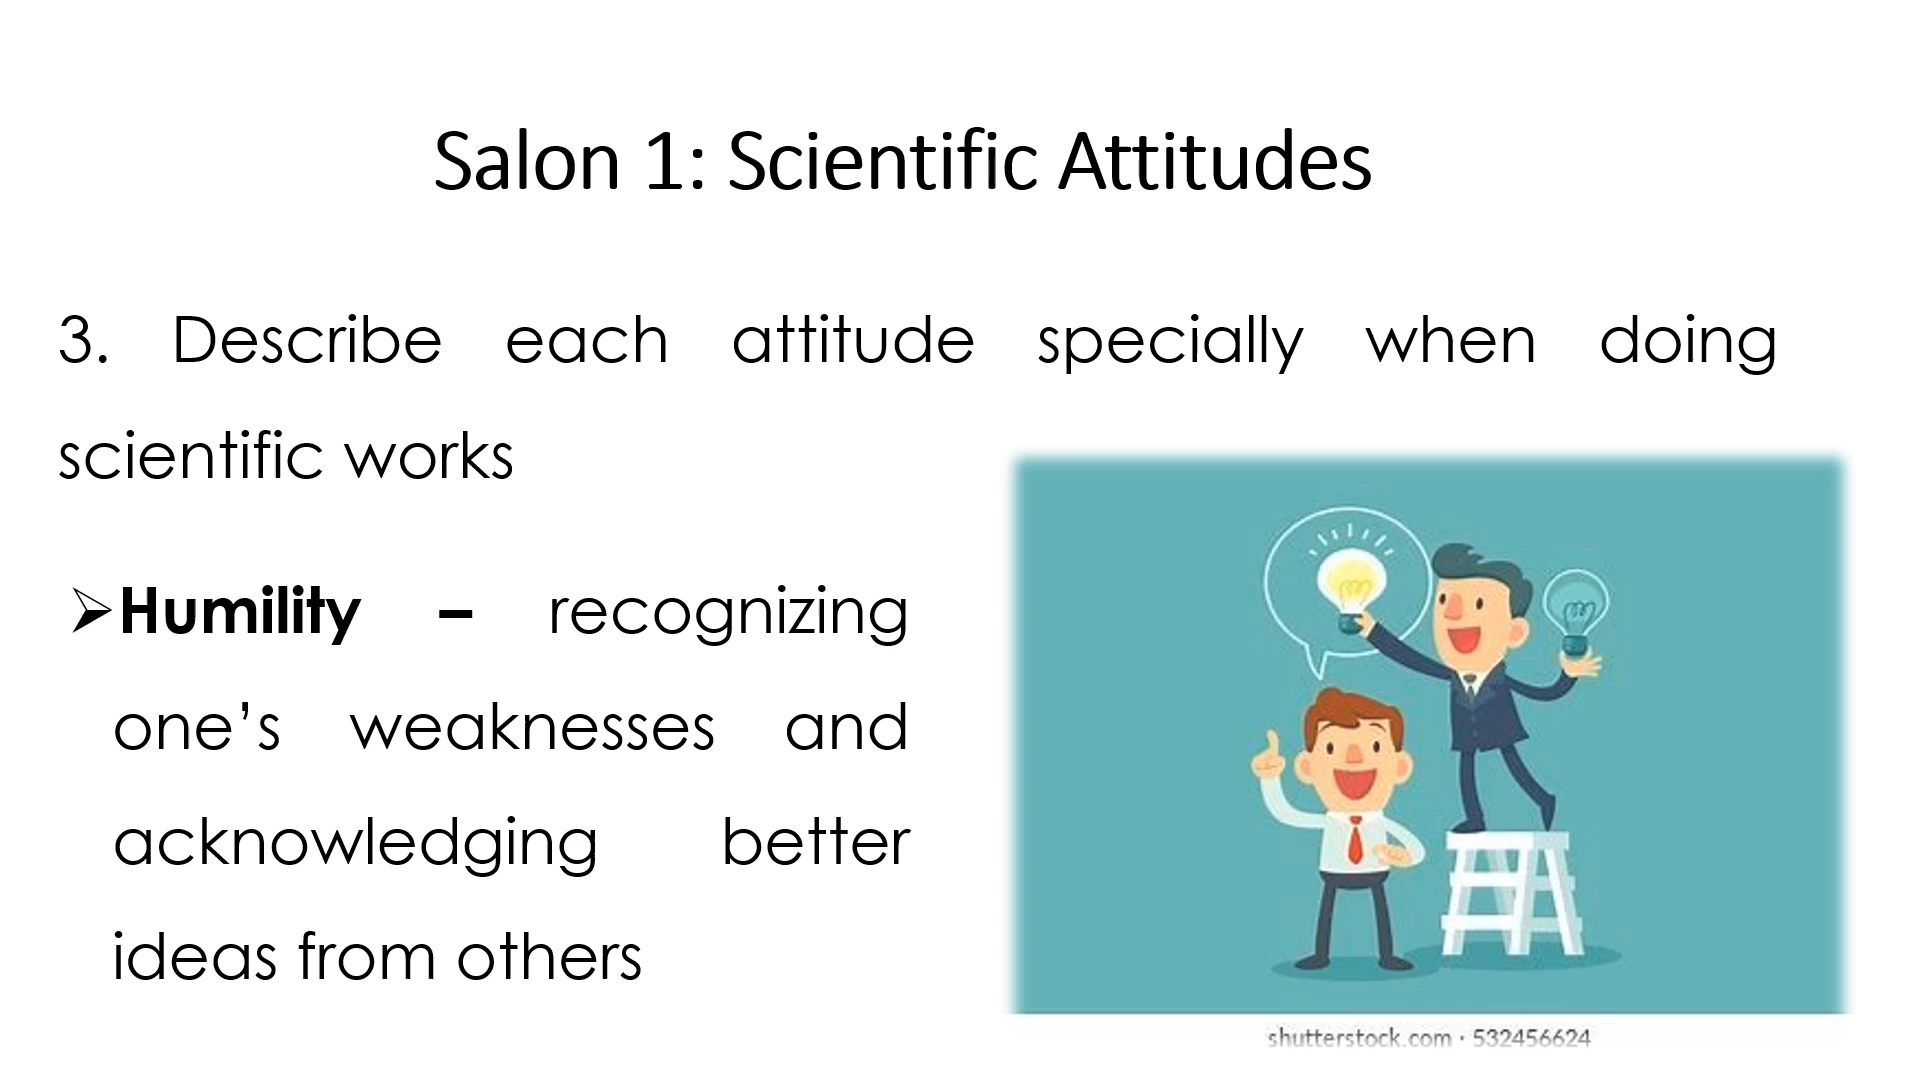 Salon 1: Scientific Attitudes
3. Describe each attitude specially when doing
scientific works
➢Humility – recognizing
one’s weaknesses and
acknowledging better
ideas from others
shutterstock.com · 532456624